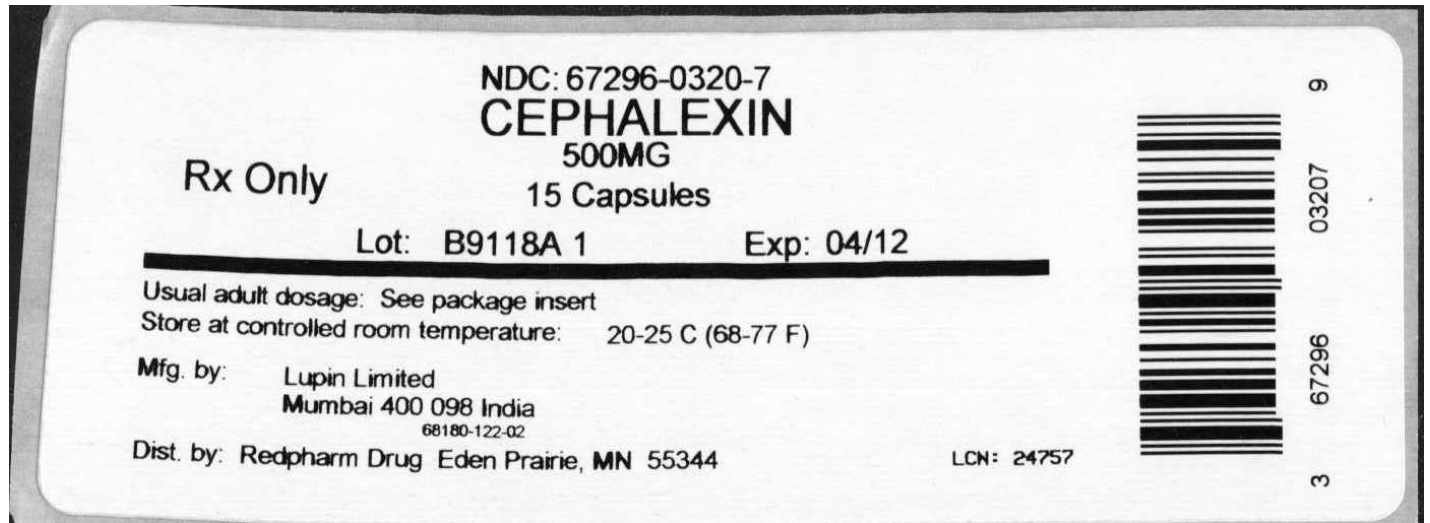 NDC: 67296-0320-7
CEPHALEXIN
500MG
Rx Only
15 Capsules
Lot: B9118A 1 Exp: 04/12
Usual adult dosage: See package insert
Store at controlled room temperature: 20-25 C (68-77 F)
Mfg. by: Lupin Limited
Mumbai 400 098 India
68180-122-02
Dist. by: Redpharm Drug Eden Prairie, MN 55344
LCN: 24757
3 67296 03207 9